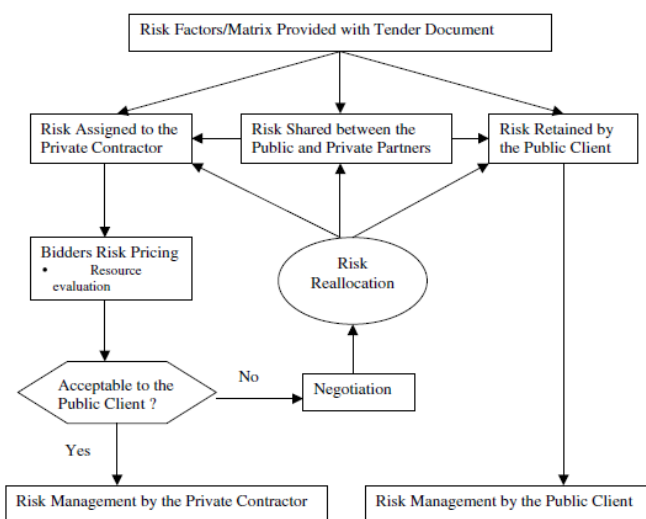 Risk Factors/Matrix Provided with Tender Document
Risk Assigned to the
Private Contractor
Risk Shared between the
Public and Private Partners
Risk Retained by
the Public Client
Bidders Risk Pricing
• Resource
evaluation
Risk
Reallocation
Acceptable to the
Public Client ?
No
Negotiation
Yes
Risk Management by the Private Contractor
Risk Management by the Public Client